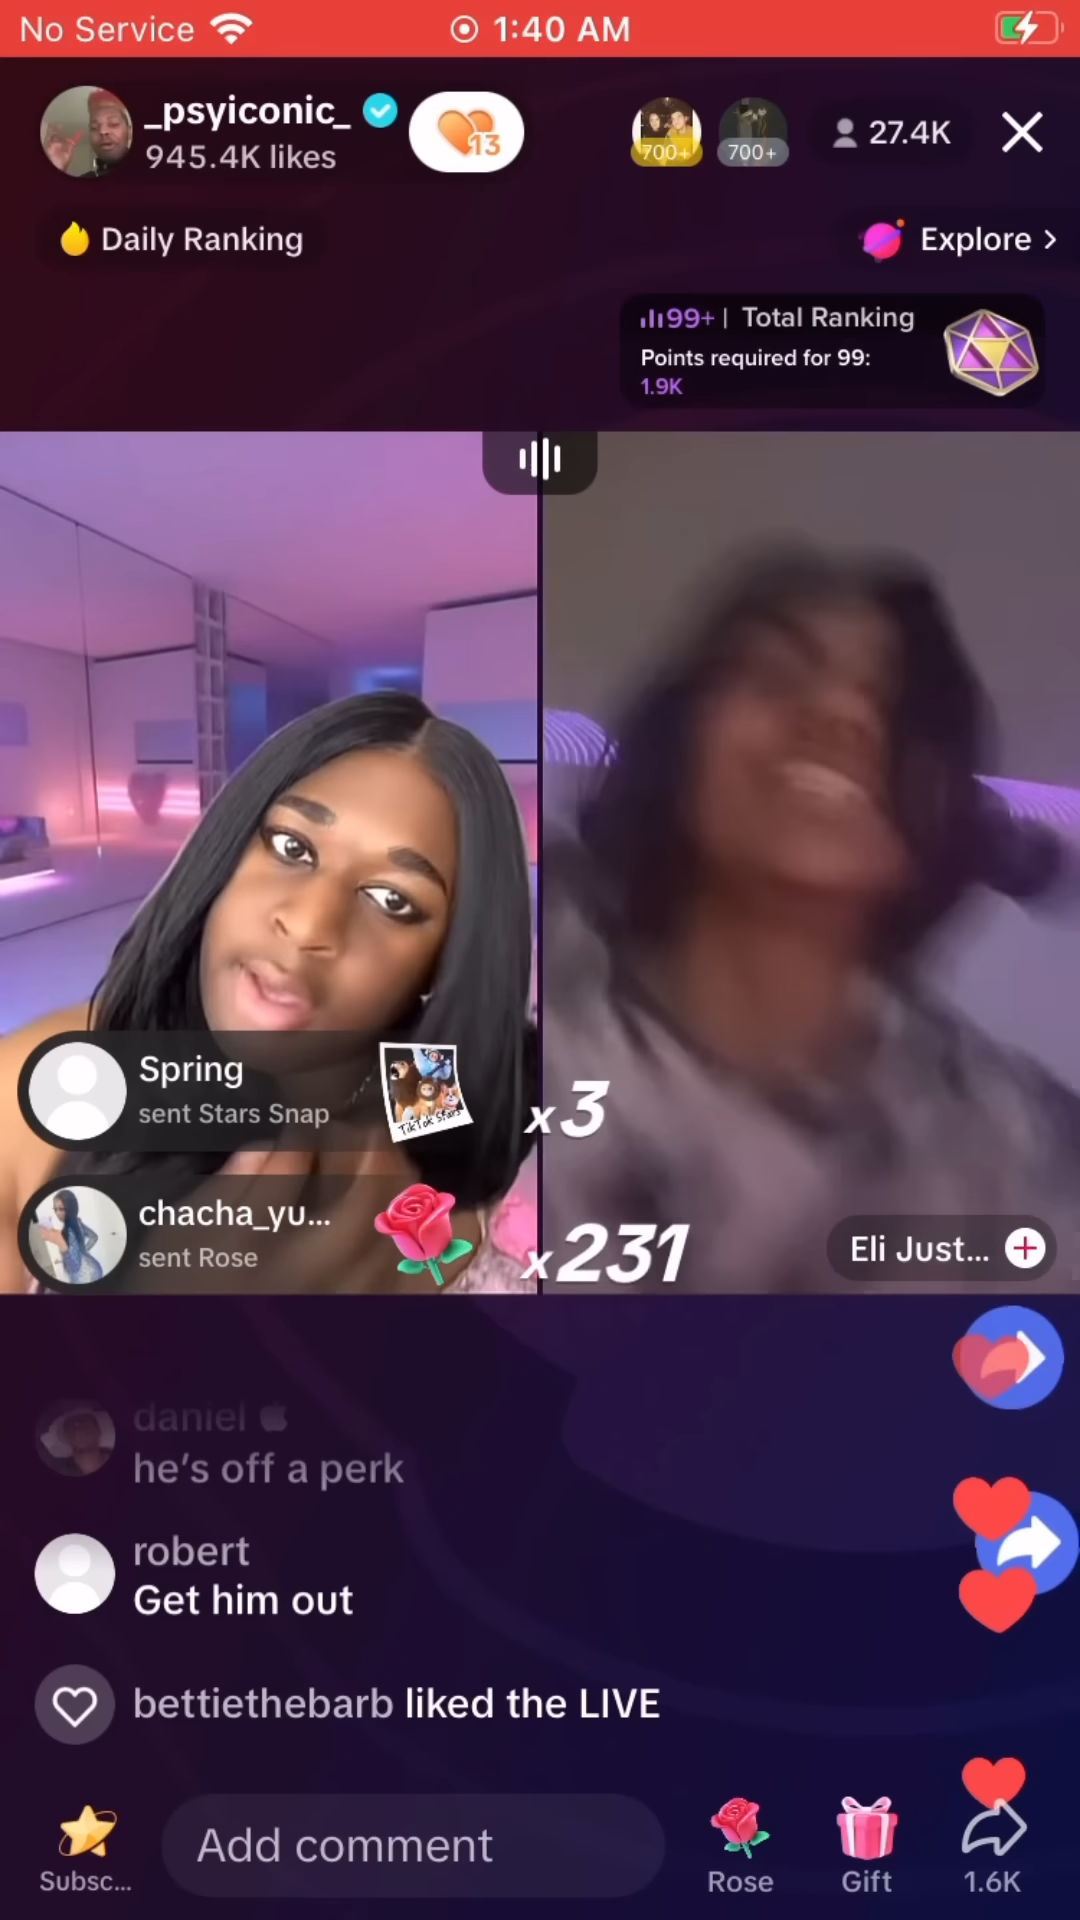 No Service 1:40 AM
_psyiconic_
945.4K likes
13
700+
700+
27.4K
Daily Ranking
Explore >
99+ | Total Ranking
Points required for 99:
1.9K
Spring
sent Stars Snap
TikTok Stars
x3
chacha_yu...
sent Rose
x231
Eli Just...
daniel
he's off a perk
robert
Get him out
bettiethebarb liked the LIVE
Subsc...
Add comment
Rose
Gift
1.6K